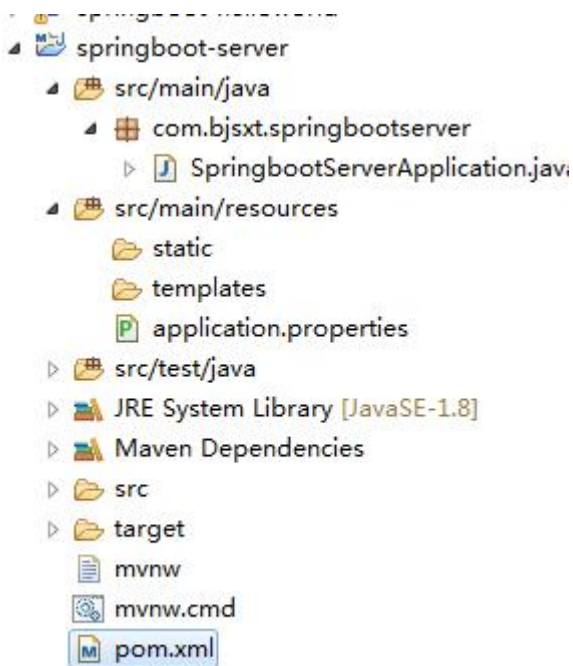 springboot-server
src/main/java
com.bjsxt.springbootserver
SpringbootServerApplication.java
src/main/resources
static
templates
application.properties
src/test/java
JRE System Library [JavaSE-1.8]
Maven Dependencies
src
target
mvnw
mvnw.cmd
pom.xml